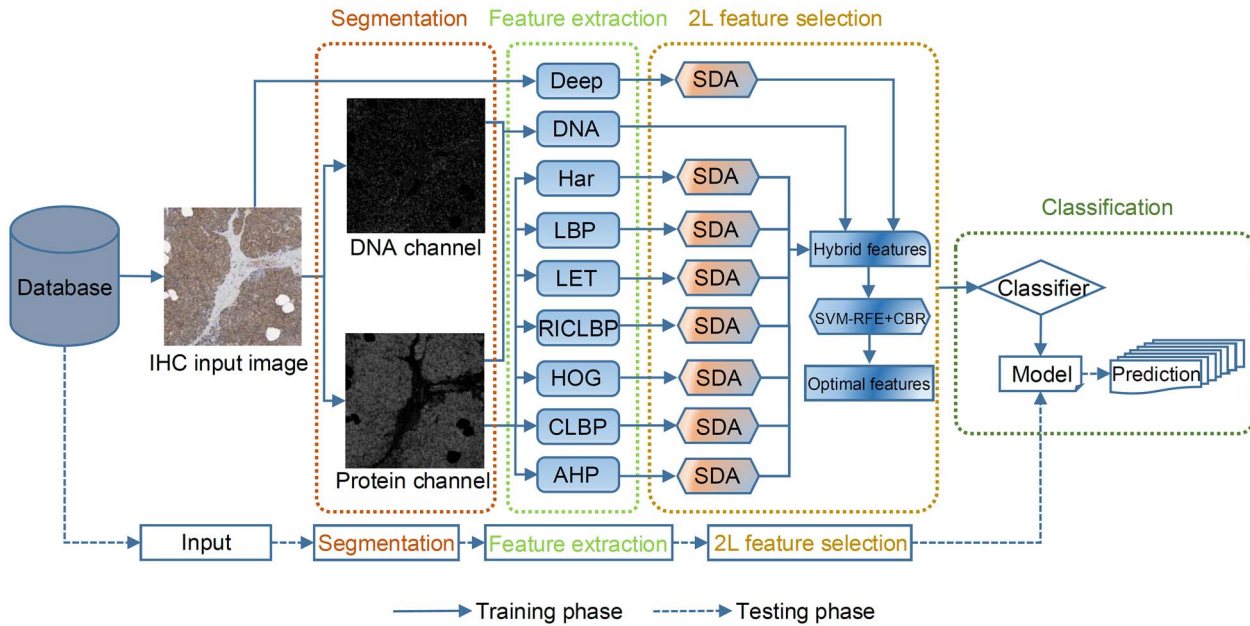 Segmentation
Feature extraction
2L feature selection
Deep
SDA
DNA
Har
SDA
DNA channel
LBP
SDA
Classification
Database
Hybrid features
LET
SDA
Classifier
RICLBP
SDA
SVM-RFE+CBR
IHC input image
HOG
SDA
Optimal features
Model
Prediction
CLBP
SDA
Protein channel
AHP
SDA
Input
Segmentation
Feature extraction
2L feature selection
Training phase
Testing phase